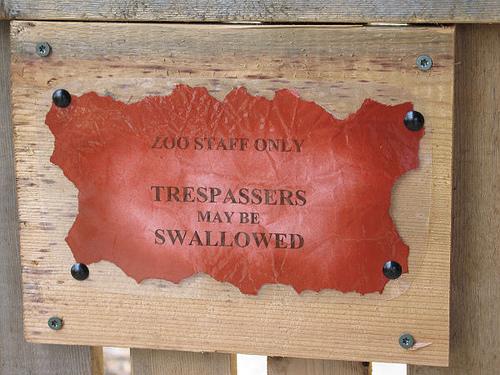 ZOO STAFF ONLY
TRESPASSERS
MAY BE
SWALLOWED